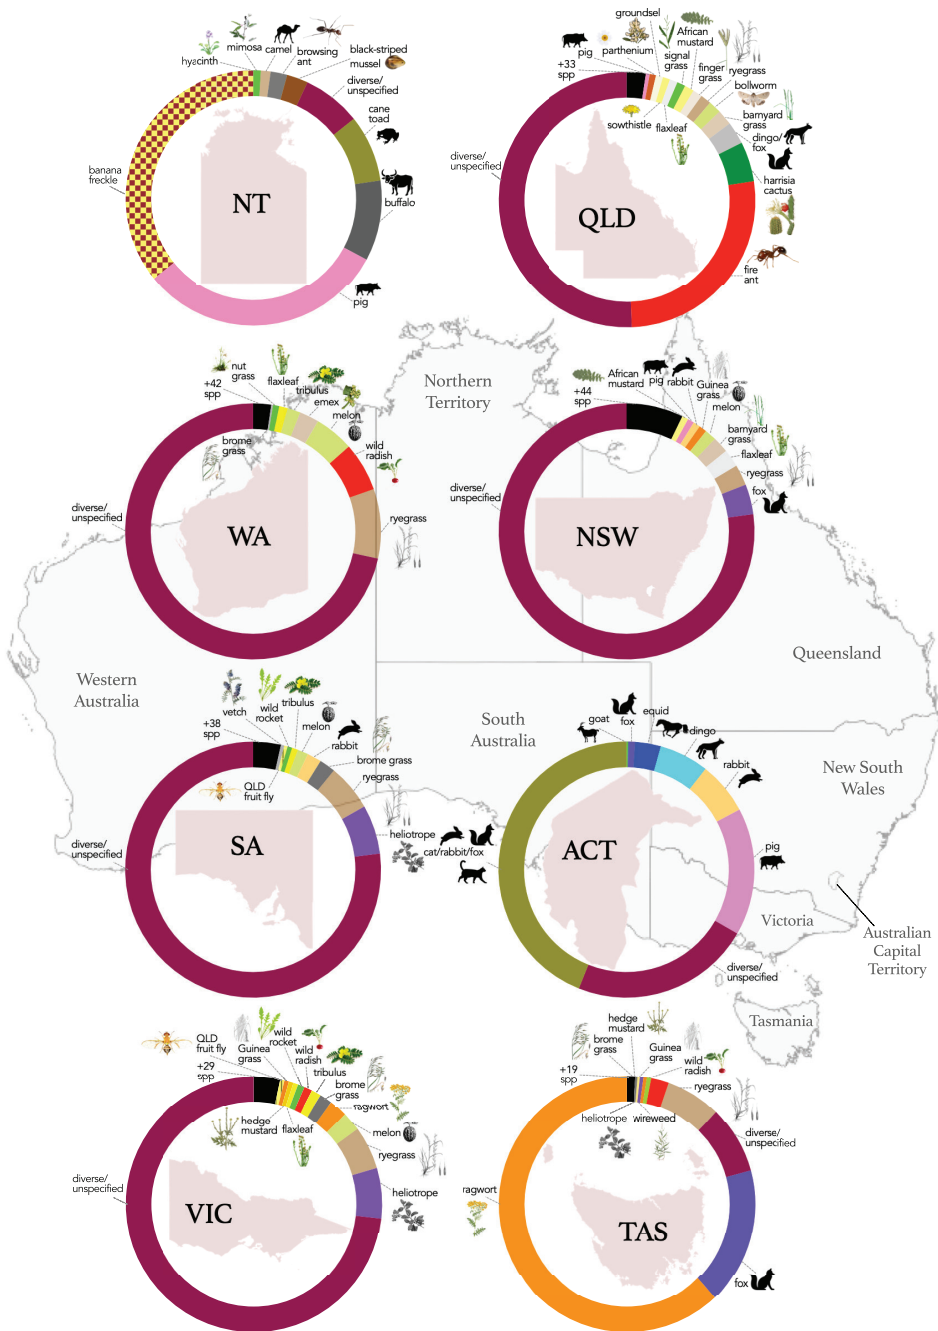 hyacinth
mimosa
camel
browsing
ant
black-striped
mussel
diverse/
unspecified
cane
toad
buffalo
pig
banana
freckle
NT
+33
spp
pig
parthenium
groundsel
signal
grass
African
mustard
finger
grass
ryegrass
bollworm
barnyard
grass
dingo/
fox
harrisia
cactus
fire
ant
sowthistle
flaxleaf
diverse/
unspecified
QLD
Northern
Territory
+42
spp
nut
grass
flaxleaf
tribulus
emex
melon
wild
radish
ryegrass
brome
grass
diverse/
unspecified
WA
+44
spp
African
mustard
pig
rabbit
Guinea
grass
melon
barnyard
grass
flaxleaf
ryegrass
fox
diverse/
unspecified
NSW
Western
Australia
South
Australia
Queensland
New South
Wales
Victoria
Australian
Capital
Territory
Tasmania
+38
spp
vetch
wild
rocket
tribulus
melon
rabbit
brome grass
ryegrass
heliotrope
QLD
fruit fly
diverse/
unspecified
SA
goat
fox
equid
dingo
rabbit
pig
diverse/
unspecified
cat/rabbit/fox
ACT
+29
spp
QLD
fruit fly
Guinea
grass
wild
rocket
wild
radish
tribulus
brome
grass
ragwort
melon
ryegrass
heliotrope
hedge
mustard
flaxleaf
diverse/
unspecified
VIC
+19
spp
brome
grass
hedge
mustard
Guinea
grass
wild
radish
ryegrass
diverse/
unspecified
fox
heliotrope
wireweed
ragwort
TAS